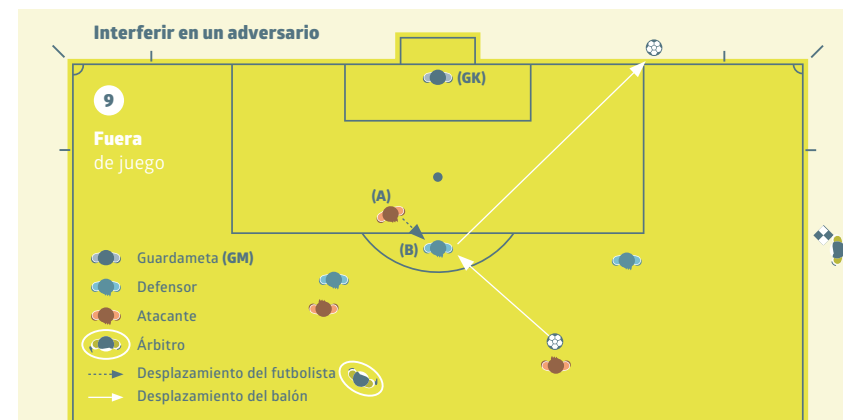 Interferir en un adversario
(GK)
9
Fuera
de juego
(A)
(B)
Guardameta (GM)
Defensor
Atacante
Árbitro
Desplazamiento del futbolista
Desplazamiento del balón